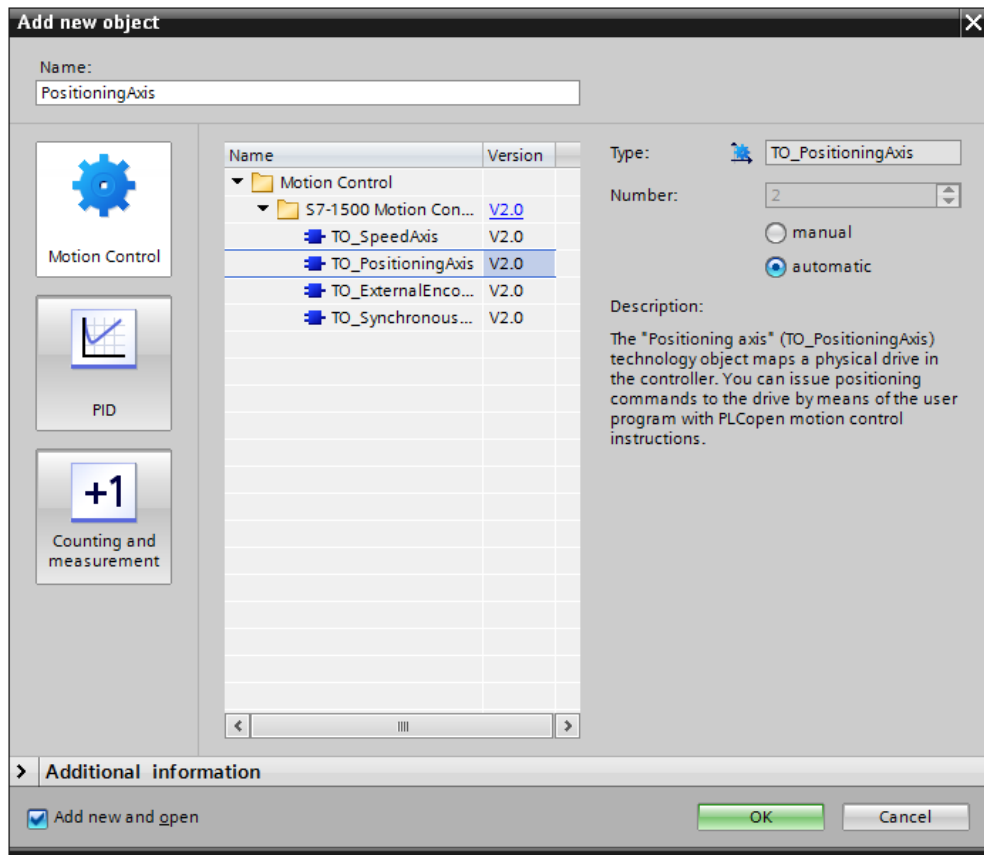 Add new object
Name:
PositioningAxis
Motion Control
PID
+1
Counting and
measurement
Name Version
Motion Control
S7-1500 Motion Con... V2.0
TO_SpeedAxis V2.0
TO_PositioningAxis V2.0
TO_ExternalEnco... V2.0
TO_Synchronous... V2.0
Type: TO_PositioningAxis
Number: 2
manual
automatic
Description:
The "Positioning axis" (TO_PositioningAxis)
technology object maps a physical drive in
the controller. You can issue positioning
commands to the drive by means of the user
program with PLCopen motion control
instructions.
Additional information
Add new and open
OK Cancel